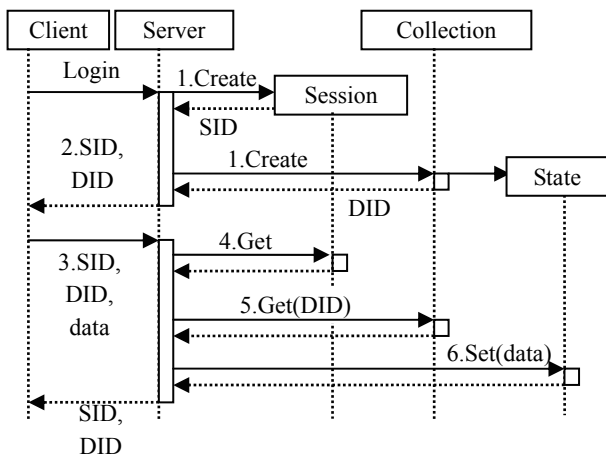 Client
Server
Collection
Login
1.Create
Session
SID
2.SID,
DID
1.Create
State
DID
3.SID,
DID,
data
4.Get
5.Get(DID)
6.Set(data)
SID,
DID